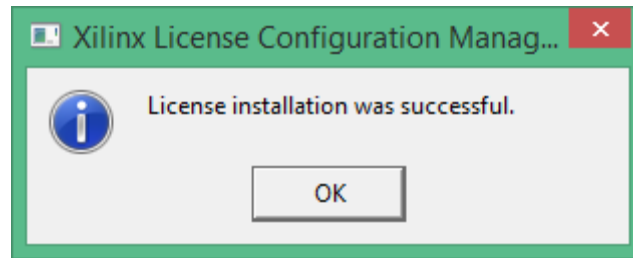 Xilinx License Configuration Manag...
License installation was successful.
OK